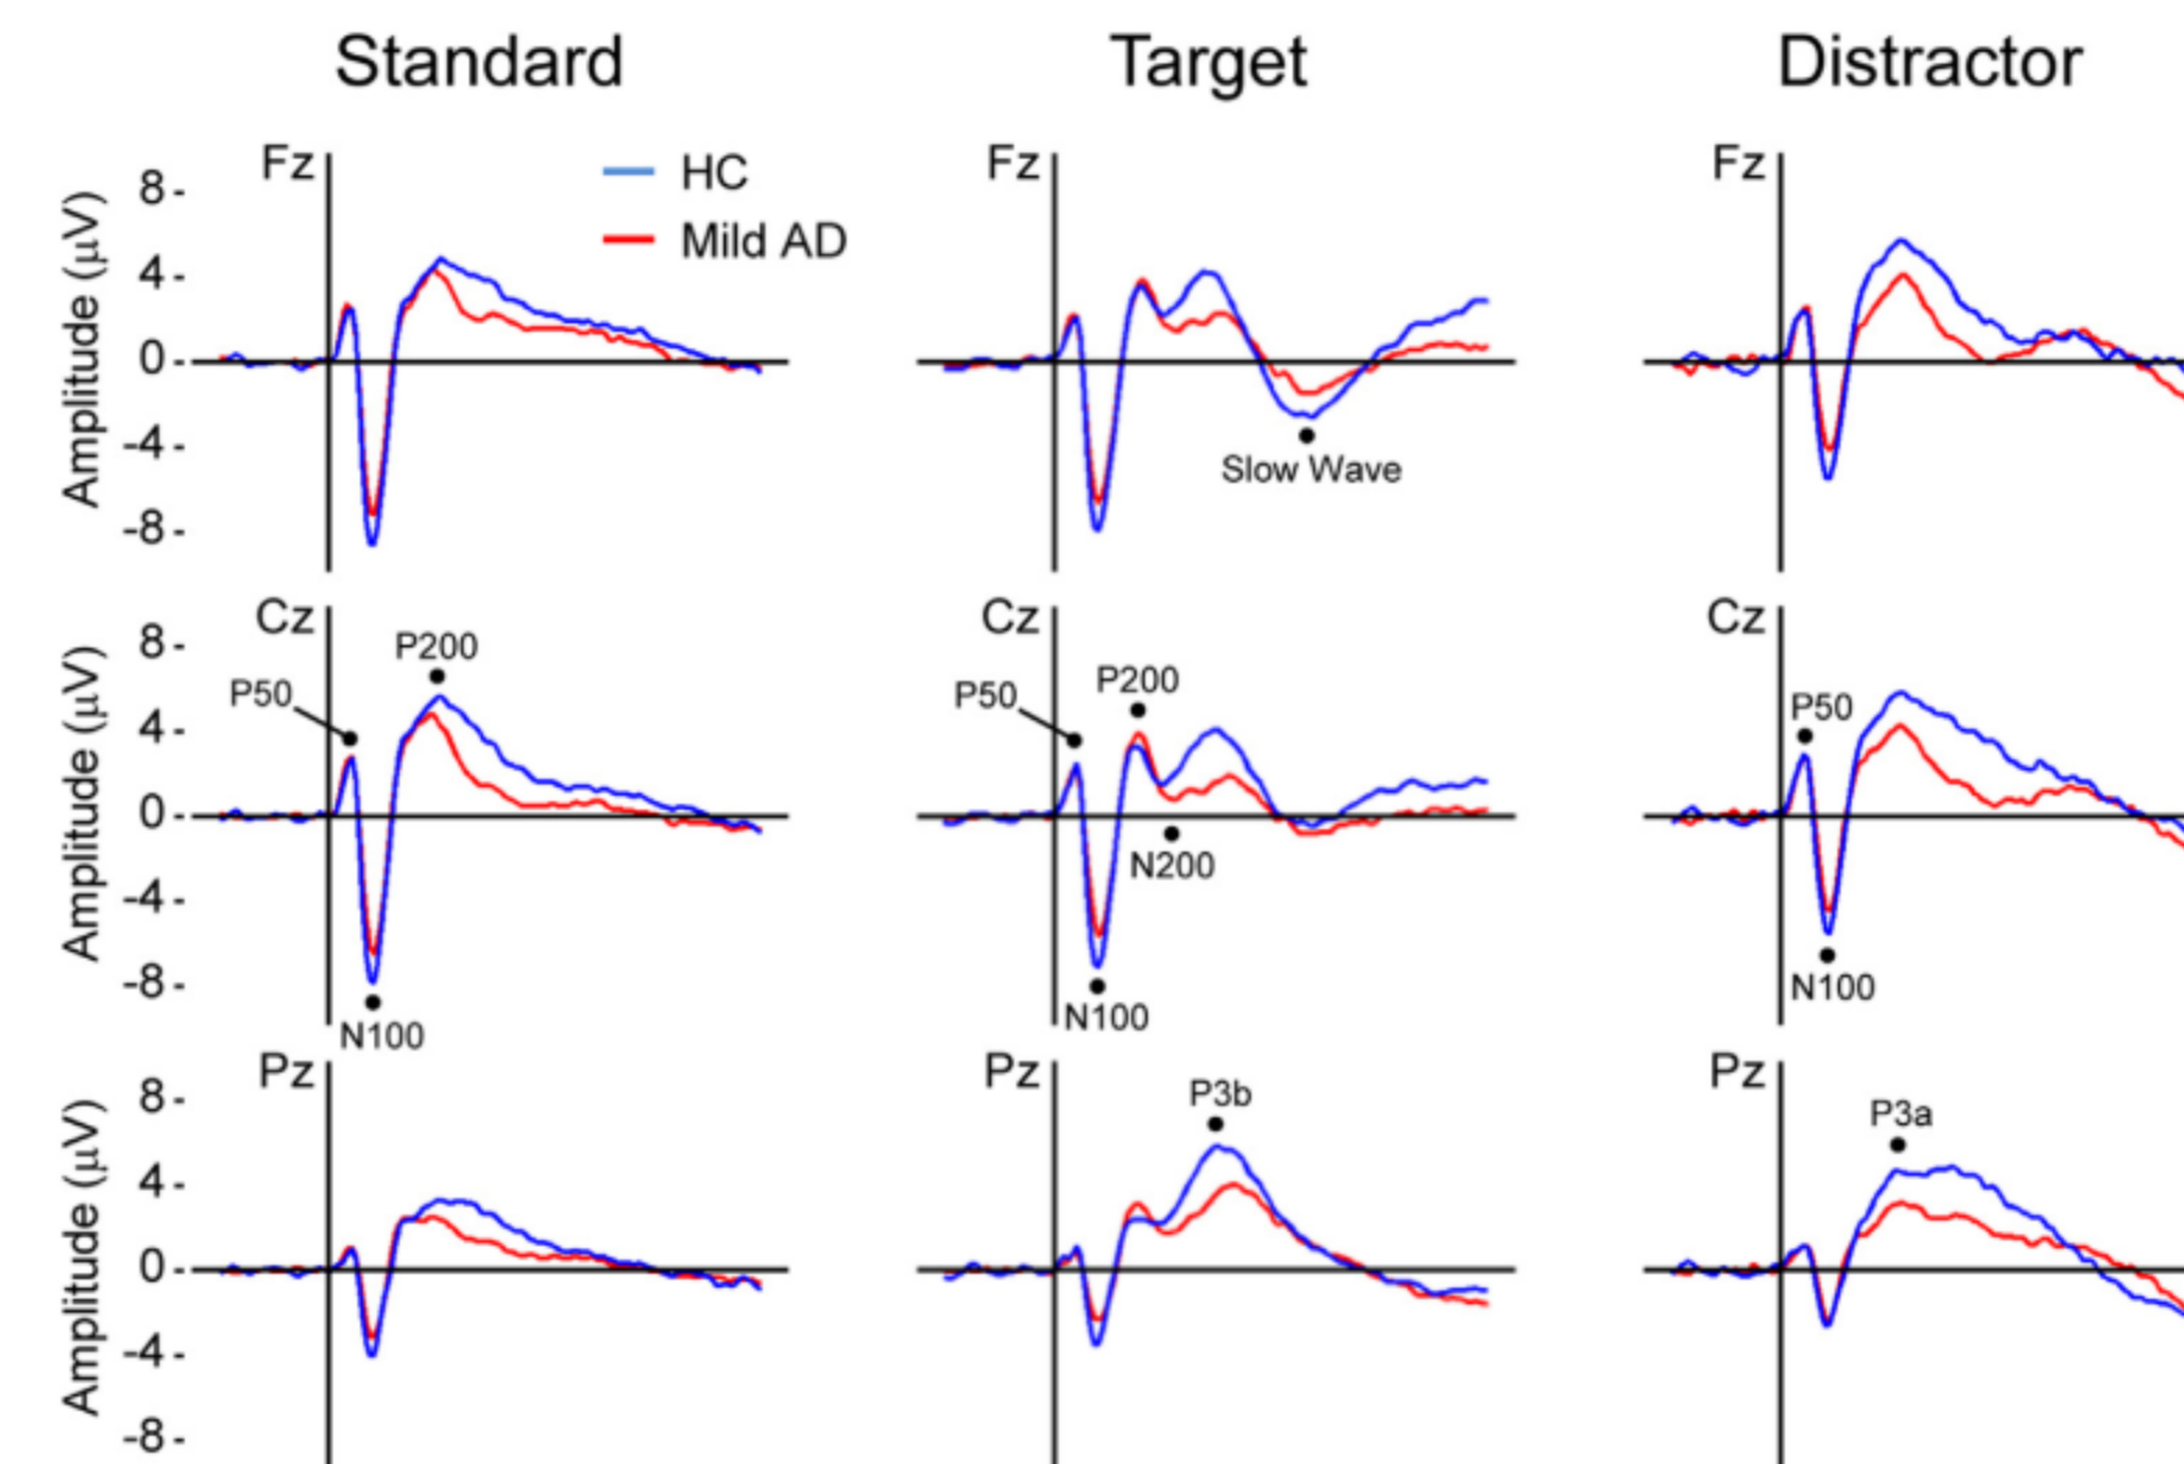 Standard
Target
Distractor
Fz
HC
Mild AD
8-
4-
0-
-4-
-8-
Amplitude (µV)
Fz
Slow Wave
Fz
Cz
P200
P50
N100
8-
4-
0-
-4-
-8-
Amplitude (µV)
Cz
P50
P200
N200
N100
Cz
P50
N100
Pz
8-
4-
0-
-4-
-8-
Amplitude (µV)
Pz
P3b
Pz
P3a